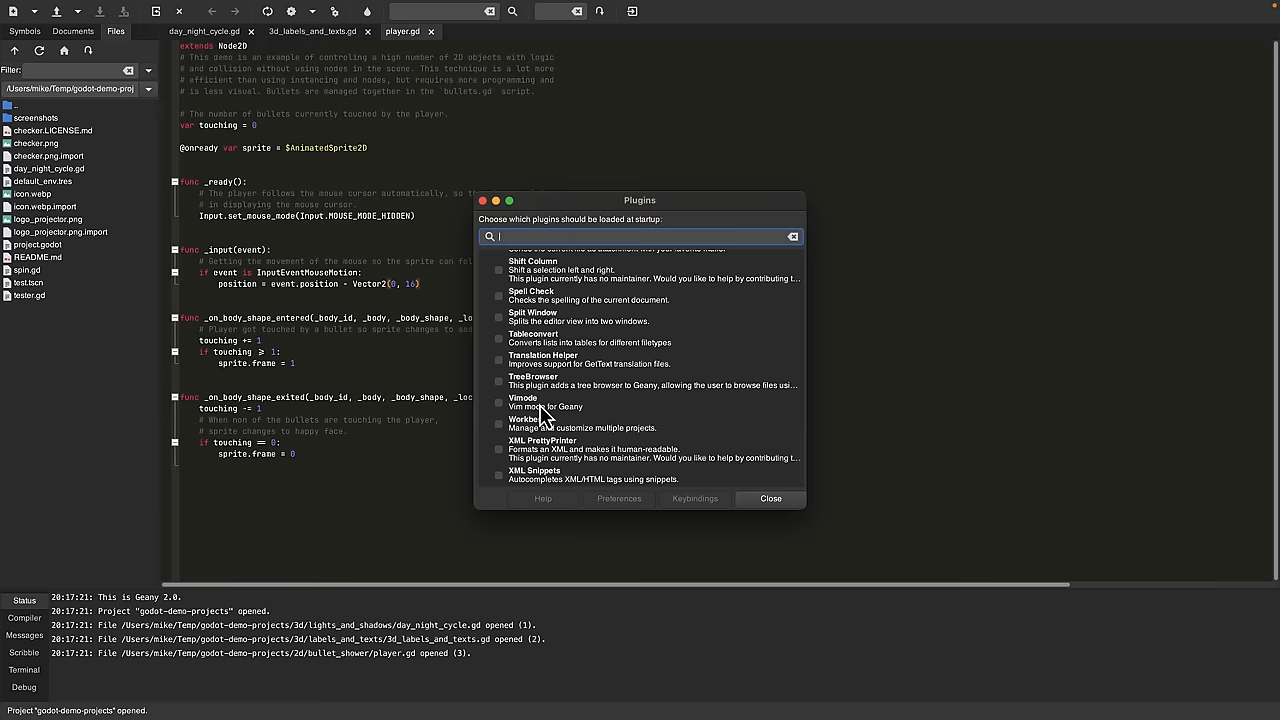 Symbols
Documents
Files
day_night_cycle.gd
3d_labels_and_texts.gd
player.gd
Filter:
/Users/mike/Temp/godot-demo-proj
..
screenshots
checker.LICENSE.md
checker.png
checker.png.import
day_night_cycle.gd
default_env.tres
icon.webp
icon.webp.import
logo_projector.png
logo_projector.png.import
project.godot
README.md
spin.gd
test.tscn
tester.gd
extends Node2D
# This demo is an example of controling a high number of 2D objects with logic
# and collision without using nodes in the scene. This technique is a lot more
# efficient than using instancing and nodes, but requires more programming and
# is less visual. Bullets are managed together in the `bullets.gd` script.
# The number of bullets currently touched by the player.
var touching = 0
@onready var sprite = $AnimatedSprite2D
func _ready():
# The player follows the mouse cursor automatically, so
# in displaying the mouse cursor.
Input.set_mouse_mode(Input.MOUSE_MODE_HIDDEN)
func _input(event):
# Getting the movement of the mouse so the sprite can
if event is InputEventMouseMotion:
position = event.position - Vector2(0, 16)
func _on_body_shape_entered(_body_id, _body, _body_shape, _lo
# Player got touched by a bullet so sprite changes to sad
touching += 1
if touching >= 1:
sprite.frame = 1
func _on_body_shape_exited(_body_id, _body, _body_shape, _loc
touching -= 1
# When non of the bullets are touching the player,
# sprite changes to happy face.
if touching == 0:
sprite.frame = 0
Plugins
Choose which plugins should be loaded at startup:
Shift Column
Shift a selection left and right.
This plugin currently has no maintainer. Would you like to help by contributing t...
Spell Check
Checks the spelling of the current document.
Split Window
Splits the editor view into two windows.
Tableconvert
Converts lists into tables for different filetypes
Translation Helper
Improves support for GetText translation files.
TreeBrowser
This plugin adds a tree browser to Geany, allowing the user to browse files usi...
Vimode
Vim mode for Geany
Manage and customize multiple projects.
XML PrettyPrinter
Formats an XML and makes it human-readable.
This plugin currently has no maintainer. Would you like to help by contributing t...
XML Snippets
Autocompletes XML/HTML tags using snippets.
Help
Preferences
Keybindings
Close
Status
Compiler
Messages
Scribble
Terminal
Debug
20:17:21: This is Geany 2.0.
20:17:21: Project "godot-demo-projects" opened.
20:17:21: File /Users/mike/Temp/godot-demo-projects/3d/lights_and_shadows/day_night_cycle.gd opened (1).
20:17:21: File /Users/mike/Temp/godot-demo-projects/3d/labels_and_texts/3d_labels_and_texts.gd opened (2).
20:17:21: File /Users/mike/Temp/godot-demo-projects/2d/bullet_shower/player.gd opened (3).
Project "godot-demo-projects" opened.